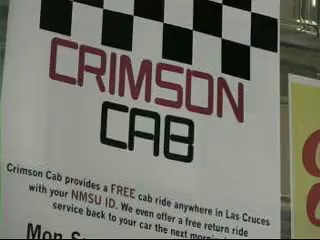 CRIMSON
CAB
Crimson Cab provides a FREE cab ride anywhere in Las Cruces
with your NMSU ID. We even offer a free return ride
service back to your car the next